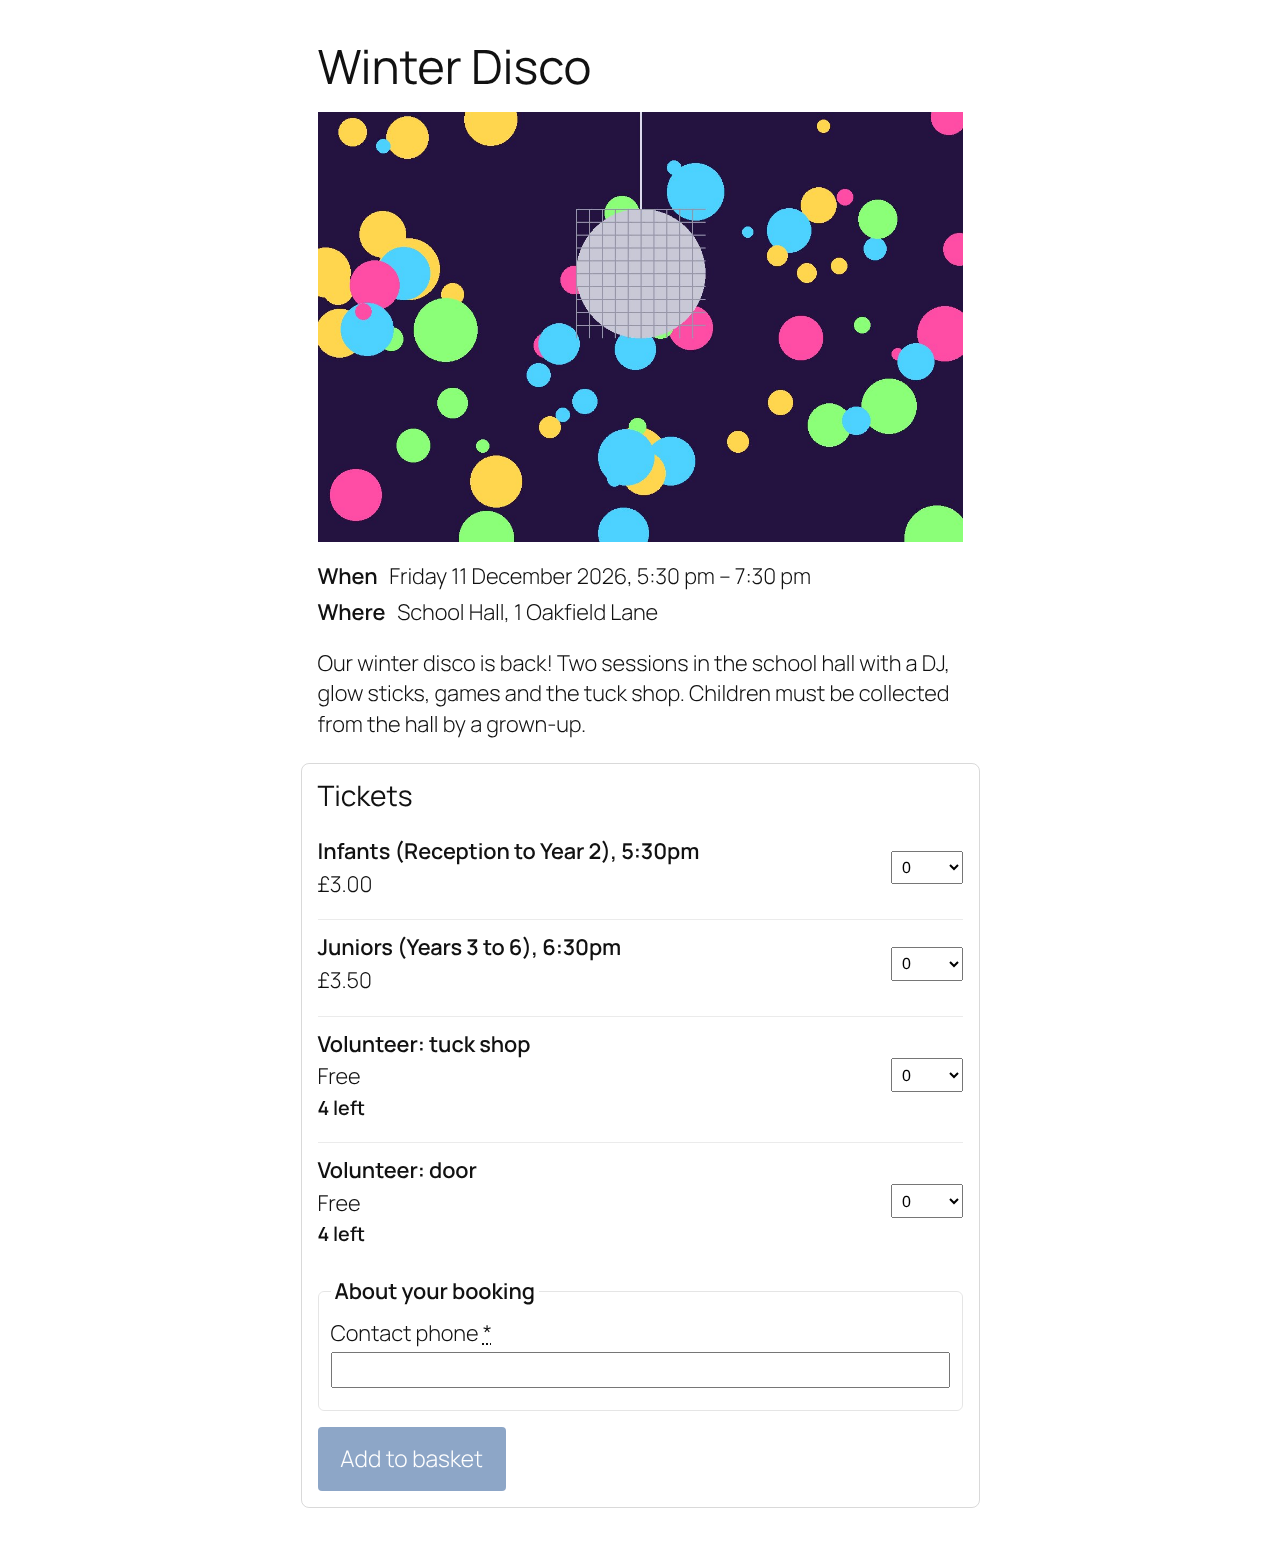 Winter Disco
When Friday 11 December 2026, 5:30 pm – 7:30 pm
Where School Hall, 1 Oakfield Lane
Our winter disco is back! Two sessions in the school hall with a DJ,
glow sticks, games and the tuck shop. Children must be collected
from the hall by a grown-up.
Tickets
Infants (Reception to Year 2), 5:30pm
£3.00
0
Juniors (Years 3 to 6), 6:30pm
£3.50
0
Volunteer: tuck shop
Free
4 left
0
Volunteer: door
Free
4 left
0
About your booking
Contact phone *
Add to basket